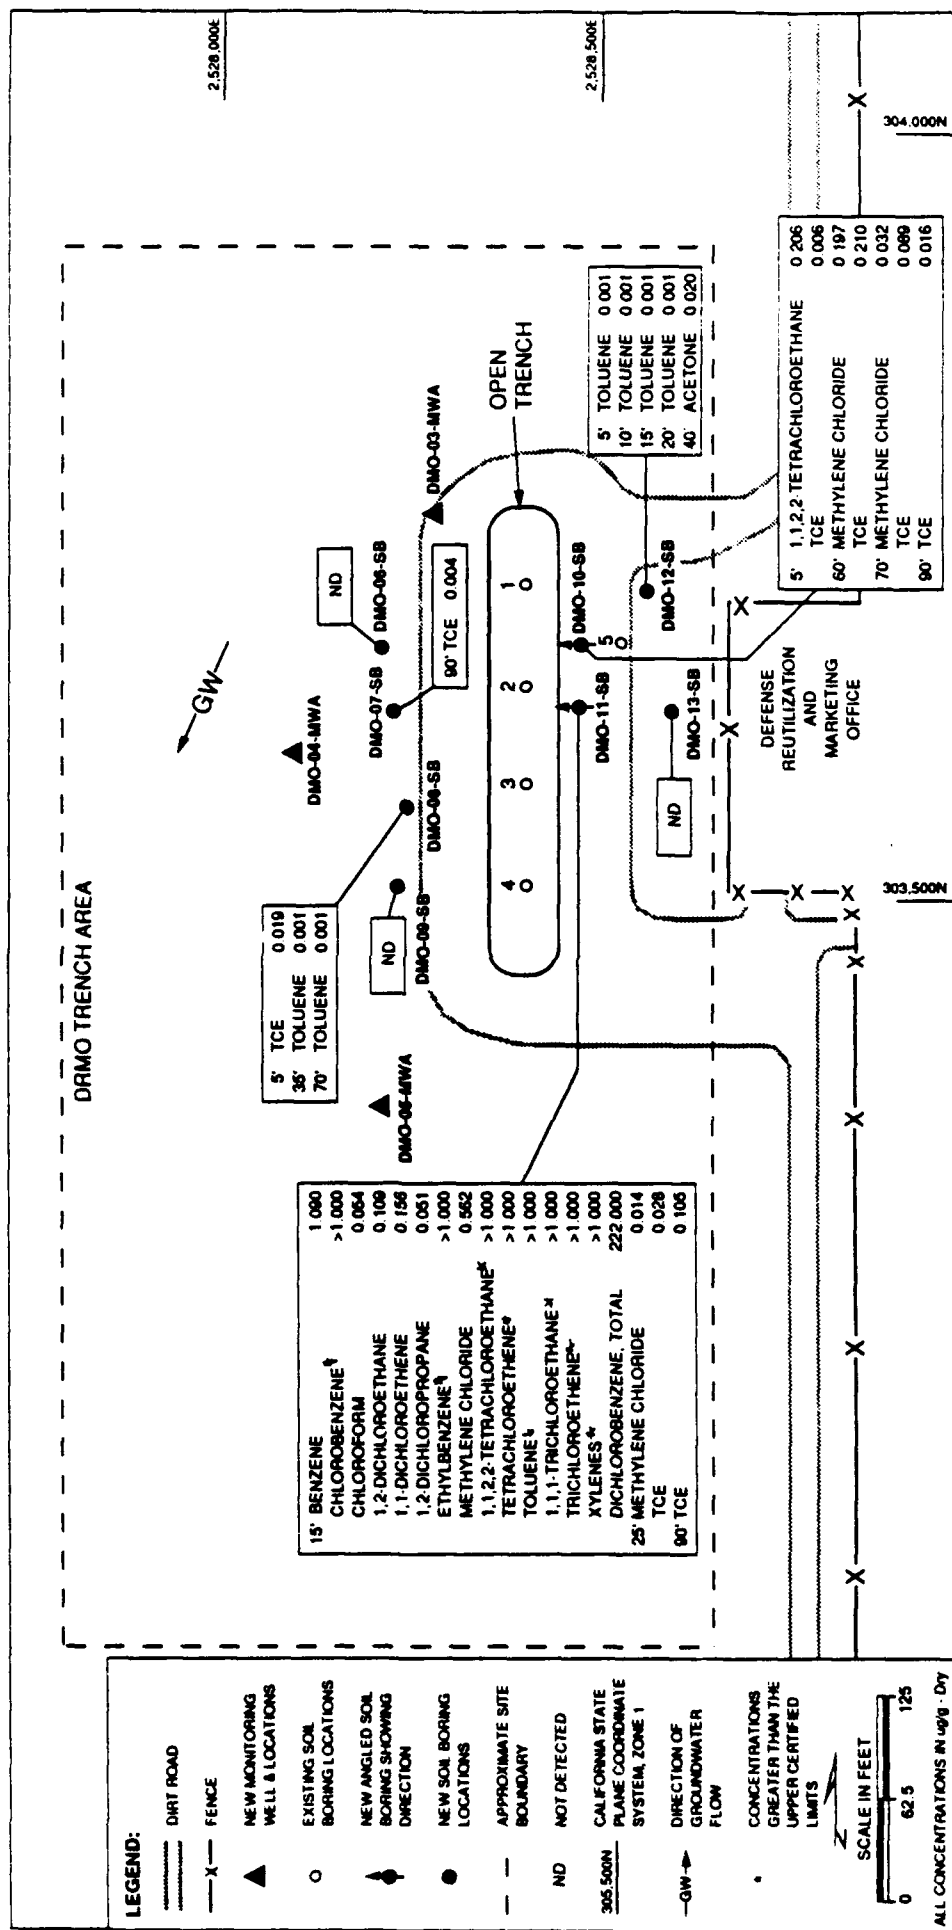 DRMO TRENCH AREA
2,528,000E
2,528,500E
304,000N
303,500N
GW
DMO-04-MWA
DMO-03-MWA
DMO-05-MWA
ND
DMO-06-SB
DMO-07-SB
90' TCE 0.004
DMO-08-SB
5' TCE 0.019
35' TOLUENE 0.001
70' TOLUENE 0.001
ND
DMO-09-SB
OPEN
TRENCH
4 3 2 1
5
DMO-10-SB
DMO-11-SB
DMO-12-SB
DMO-13-SB
ND
5' TOLUENE 0.001
10' TOLUENE 0.001
15' TOLUENE 0.001
20' TOLUENE 0.001
40' ACETONE 0.020
5' 1,1,2,2-TETRACHLOROETHANE 0.206
TCE 0.006
60' METHYLENE CHLORIDE 0.197
TCE 0.210
70' METHYLENE CHLORIDE 0.032
TCE 0.089
90' TCE 0.016
DEFENSE
REUTILIZATION
AND
MARKETING
OFFICE
15' BENZENE 1.090
CHLOROBENZENE* >1.000
CHLOROFORM 0.054
1,2-DICHLOROETHANE 0.109
1,1-DICHLOROETHENE 0.156
1,2-DICHLOROPROPANE 0.051
ETHYLBENZENE* >1.000
METHYLENE CHLORIDE 0.562
1,1,2,2-TETRACHLOROETHANE* >1.000
TETRACHLOROETHENE* >1.000
TOLUENE* >1.000
1,1,1-TRICHLOROETHANE* >1.000
TRICHLOROETHENE* >1.000
XYLENES* >1.000
DICHLOROBENZENE, TOTAL 222.000
25' METHYLENE CHLORIDE 0.014
TCE 0.028
90' TCE 0.105
LEGEND:
DIRT ROAD
X FENCE
NEW MONITORING
WELL & LOCATIONS
EXISTING SOIL
BORING LOCATIONS
NEW ANGLED SOIL
BORING SHOWING
DIRECTION
NEW SOIL BORING
LOCATIONS
APPROXIMATE SITE
BOUNDARY
ND NOT DETECTED
305,500N CALIFORNIA STATE
PLANE COORDINATE
SYSTEM, ZONE 1
GW DIRECTION OF
GROUNDWATER
FLOW
* CONCENTRATIONS
GREATER THAN THE
UPPER CERTIFIED
LIMITS
Z
SCALE IN FEET
0 62.5 125
ALL CONCENTRATIONS IN ug/g - Dry